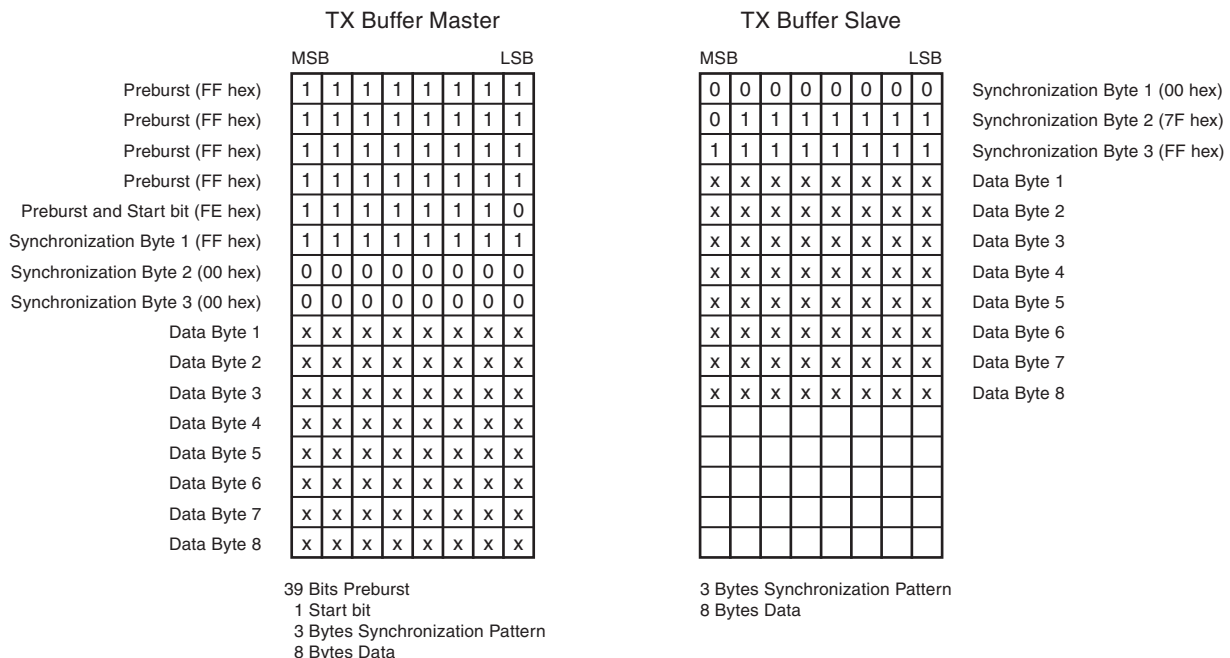 TX Buffer Master
MSB LSB
Preburst (FF hex) 1 1 1 1 1 1 1 1
Preburst (FF hex) 1 1 1 1 1 1 1 1
Preburst (FF hex) 1 1 1 1 1 1 1 1
Preburst (FF hex) 1 1 1 1 1 1 1 1
Preburst and Start bit (FE hex) 1 1 1 1 1 1 1 0
Synchronization Byte 1 (FF hex) 1 1 1 1 1 1 1 1
Synchronization Byte 2 (00 hex) 0 0 0 0 0 0 0 0
Synchronization Byte 3 (00 hex) 0 0 0 0 0 0 0 0
Data Byte 1 x x x x x x x x
Data Byte 2 x x x x x x x x
Data Byte 3 x x x x x x x x
Data Byte 4 x x x x x x x x
Data Byte 5 x x x x x x x x
Data Byte 6 x x x x x x x x
Data Byte 7 x x x x x x x x
Data Byte 8 x x x x x x x x
39 Bits Preburst
1 Start bit
3 Bytes Synchronization Pattern
8 Bytes Data
TX Buffer Slave
MSB LSB
0 0 0 0 0 0 0 0 Synchronization Byte 1 (00 hex)
0 1 1 1 1 1 1 1 Synchronization Byte 2 (7F hex)
1 1 1 1 1 1 1 1 Synchronization Byte 3 (FF hex)
x x x x x x x x Data Byte 1
x x x x x x x x Data Byte 2
x x x x x x x x Data Byte 3
x x x x x x x x Data Byte 4
x x x x x x x x Data Byte 5
x x x x x x x x Data Byte 6
x x x x x x x x Data Byte 7
x x x x x x x x Data Byte 8
3 Bytes Synchronization Pattern
8 Bytes Data